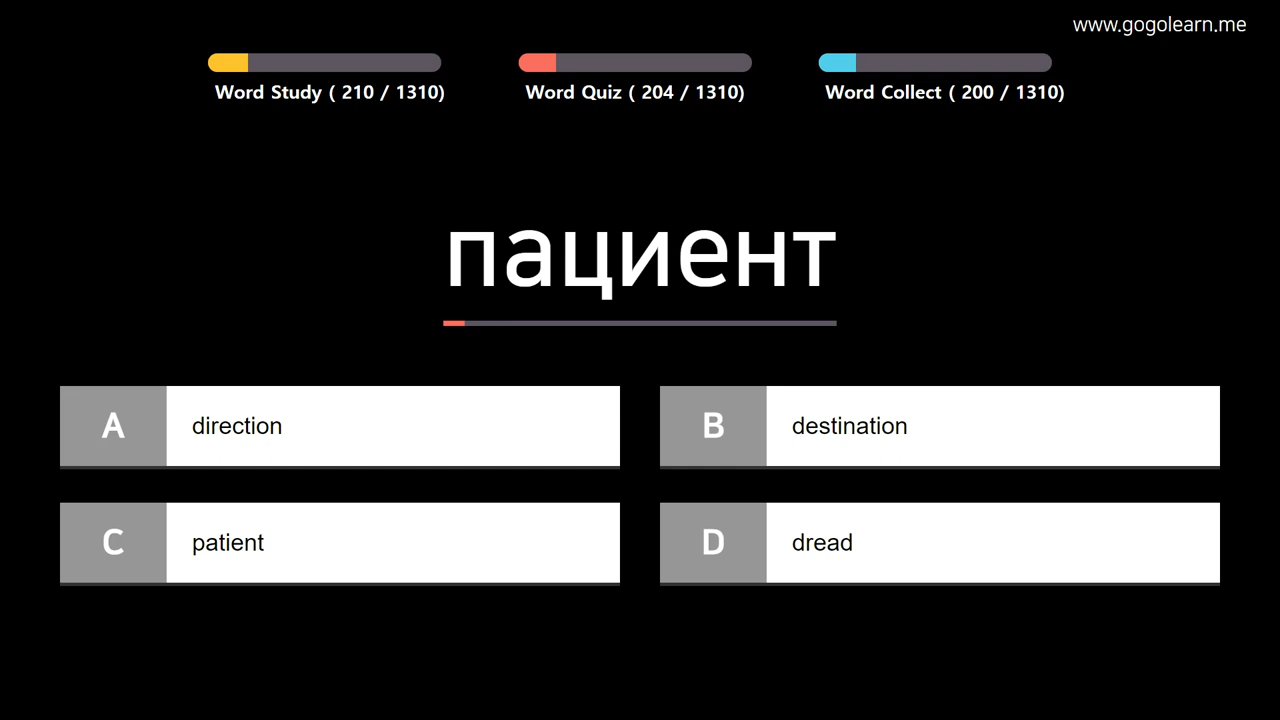 www.gogolearn.me
Word Study ( 210 / 1310)
Word Quiz ( 204 / 1310)
Word Collect ( 200 / 1310)
пациент
A direction
B destination
C patient
D dread